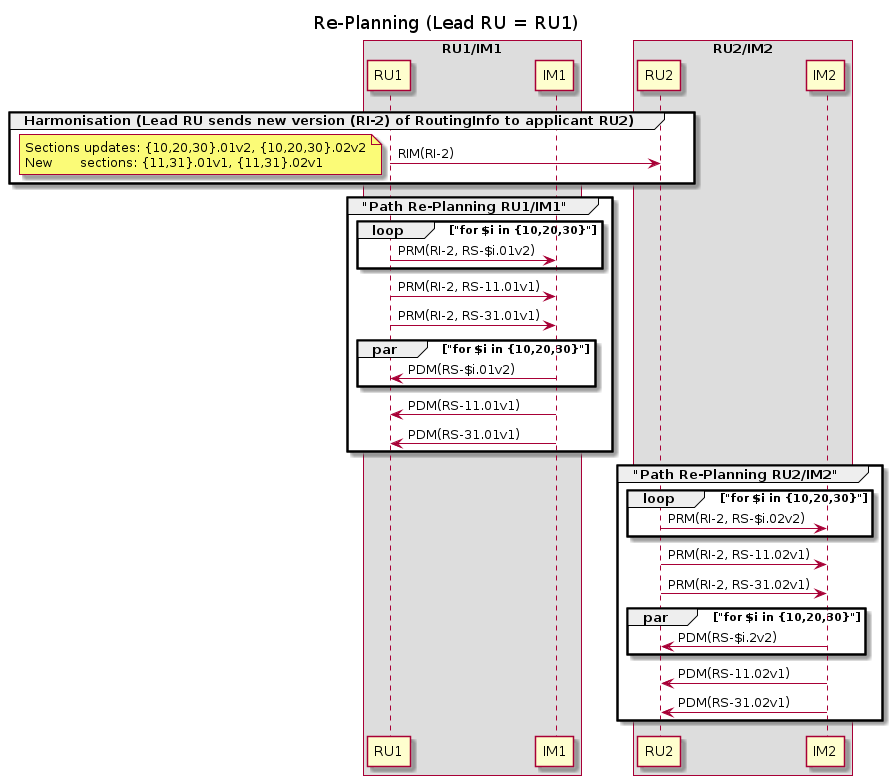 Re-Planning (Lead RU = RU1)
RU1/IM1
RU2/IM2
RU1
IM1
RU2
IM2
Harmonisation (Lead RU sends new version (RI-2) of RoutingInfo to applicant RU2)
Sections updates: {10,20,30}.01v2, {10,20,30}.02v2
New sections: {11,31}.01v1, {11,31}.02v1
RIM(RI-2)
"Path Re-Planning RU1/IM1"
loop ["for $i in {10,20,30}"]
PRM(RI-2, RS-$i.01v2)
PRM(RI-2, RS-11.01v1)
PRM(RI-2, RS-31.01v1)
par ["for $i in {10,20,30}"]
PDM(RS-$i.01v2)
PDM(RS-11.01v1)
PDM(RS-31.01v1)
"Path Re-Planning RU2/IM2"
loop ["for $i in {10,20,30}"]
PRM(RI-2, RS-$i.02v2)
PRM(RI-2, RS-11.02v1)
PRM(RI-2, RS-31.02v1)
par ["for $i in {10,20,30}"]
PDM(RS-$i.2v2)
PDM(RS-11.02v1)
PDM(RS-31.02v1)
RU1
IM1
RU2
IM2